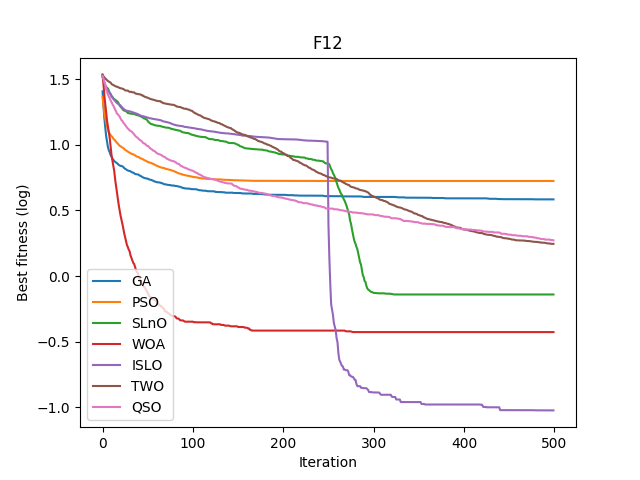 F12
Best fitness (log)
1.5
1.0
0.5
0.0
−0.5
−1.0
GA
PSO
SLnO
WOA
ISLO
TWO
QSO
0 100 200 300 400 500
Iteration